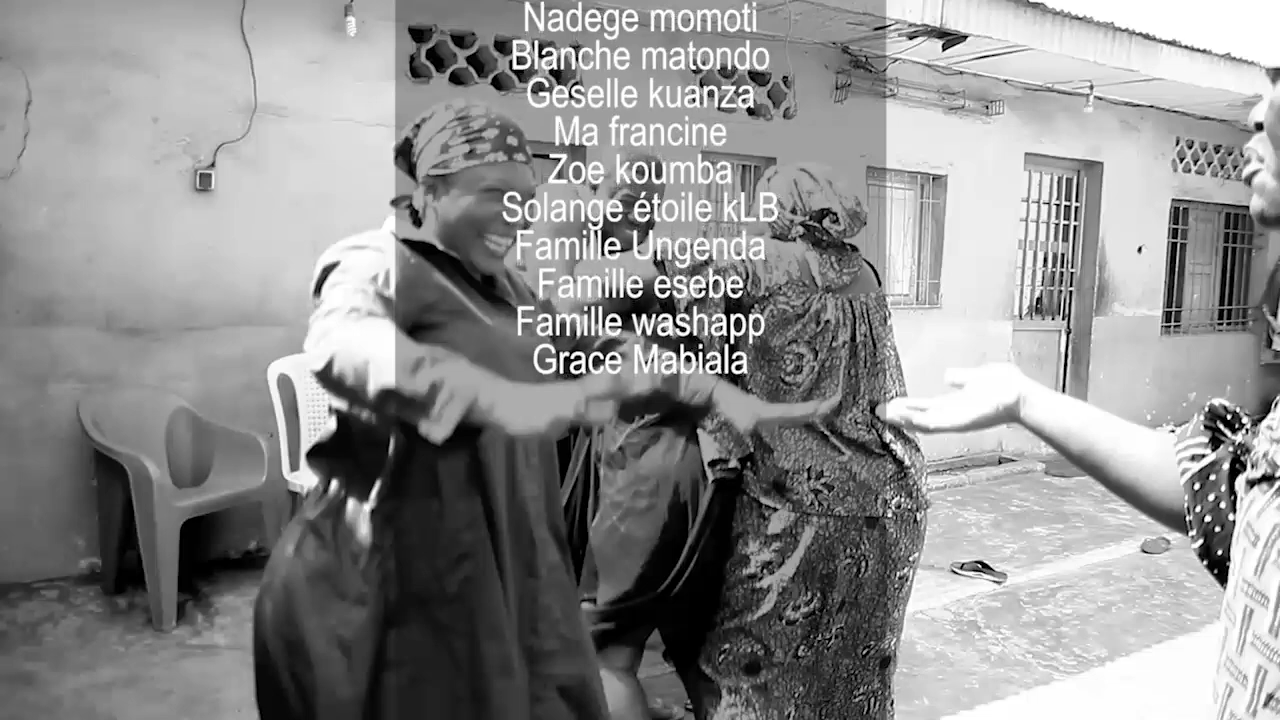 Nadege momoti
Blanche matondo
Geselle kuanza
Ma francine
Zoe koumba
Solange étoile kLB
Famille Ungenda
Famille esebe
Famille washapp
Grace Mabiala